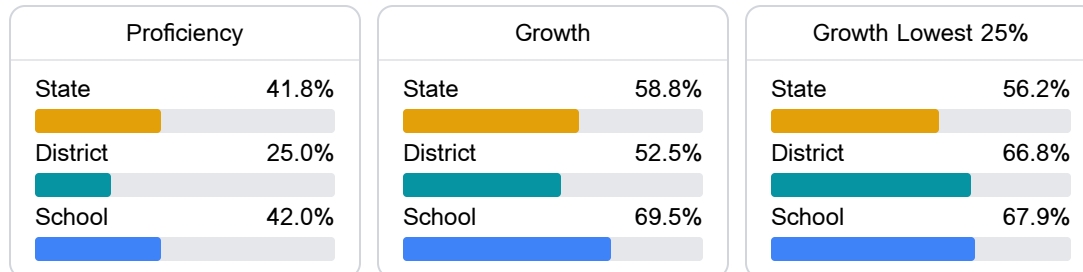 Proficiency
State 41.8%
District 25.0%
School 42.0%
Growth
State 58.8%
District 52.5%
School 69.5%
Growth Lowest 25%
State 56.2%
District 66.8%
School 67.9%